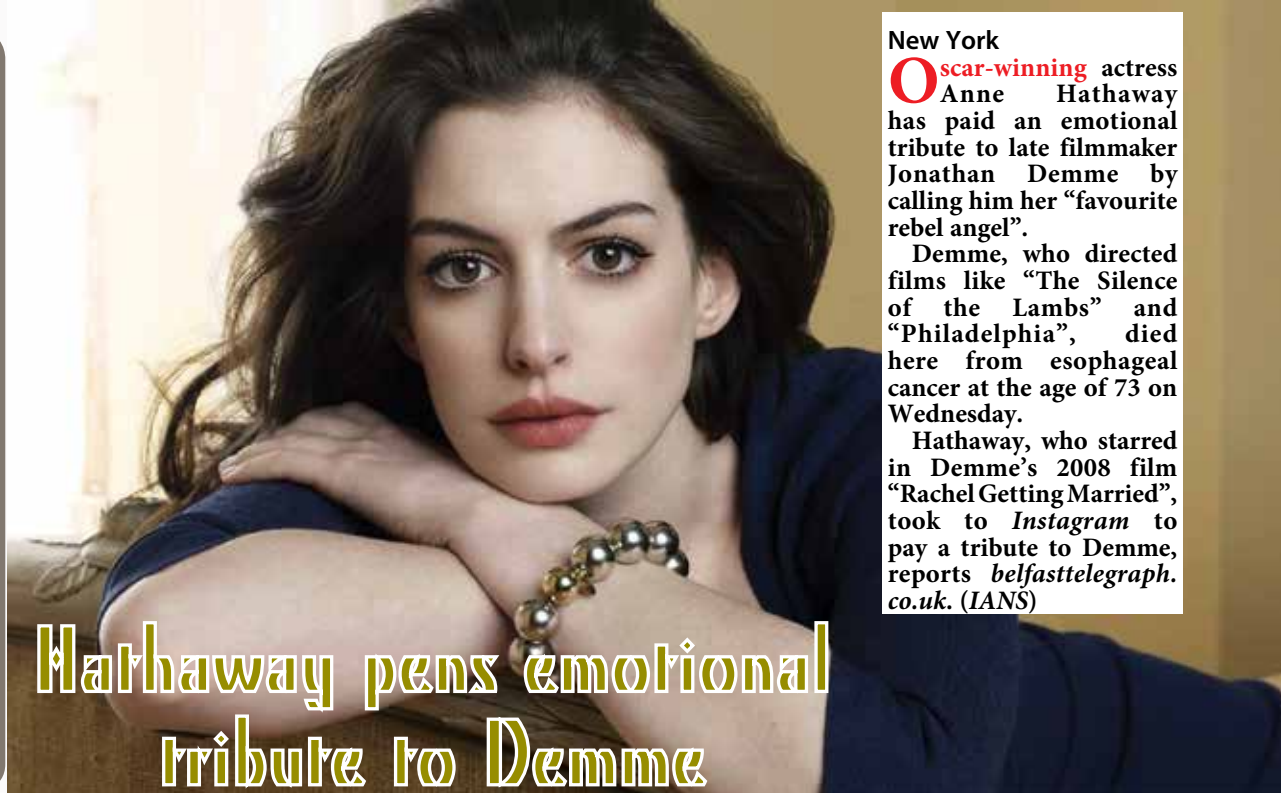 New York
Oscar-winning actress
Anne Hathaway
has paid an emotional
tribute to late filmmaker
Jonathan Demme by
calling him her “favourite
rebel angel”.
Demme, who directed
films like “The Silence
of the Lambs” and
“Philadelphia”, died
here from esophageal
cancer at the age of 73 on
Wednesday.
Hathaway, who starred
in Demme’s 2008 film
“Rachel Getting Married”,
took to Instagram to
pay a tribute to Demme,
reports belfasttelegraph.
co.uk. (IANS)
Hathaway pens emotional
tribute to Demme